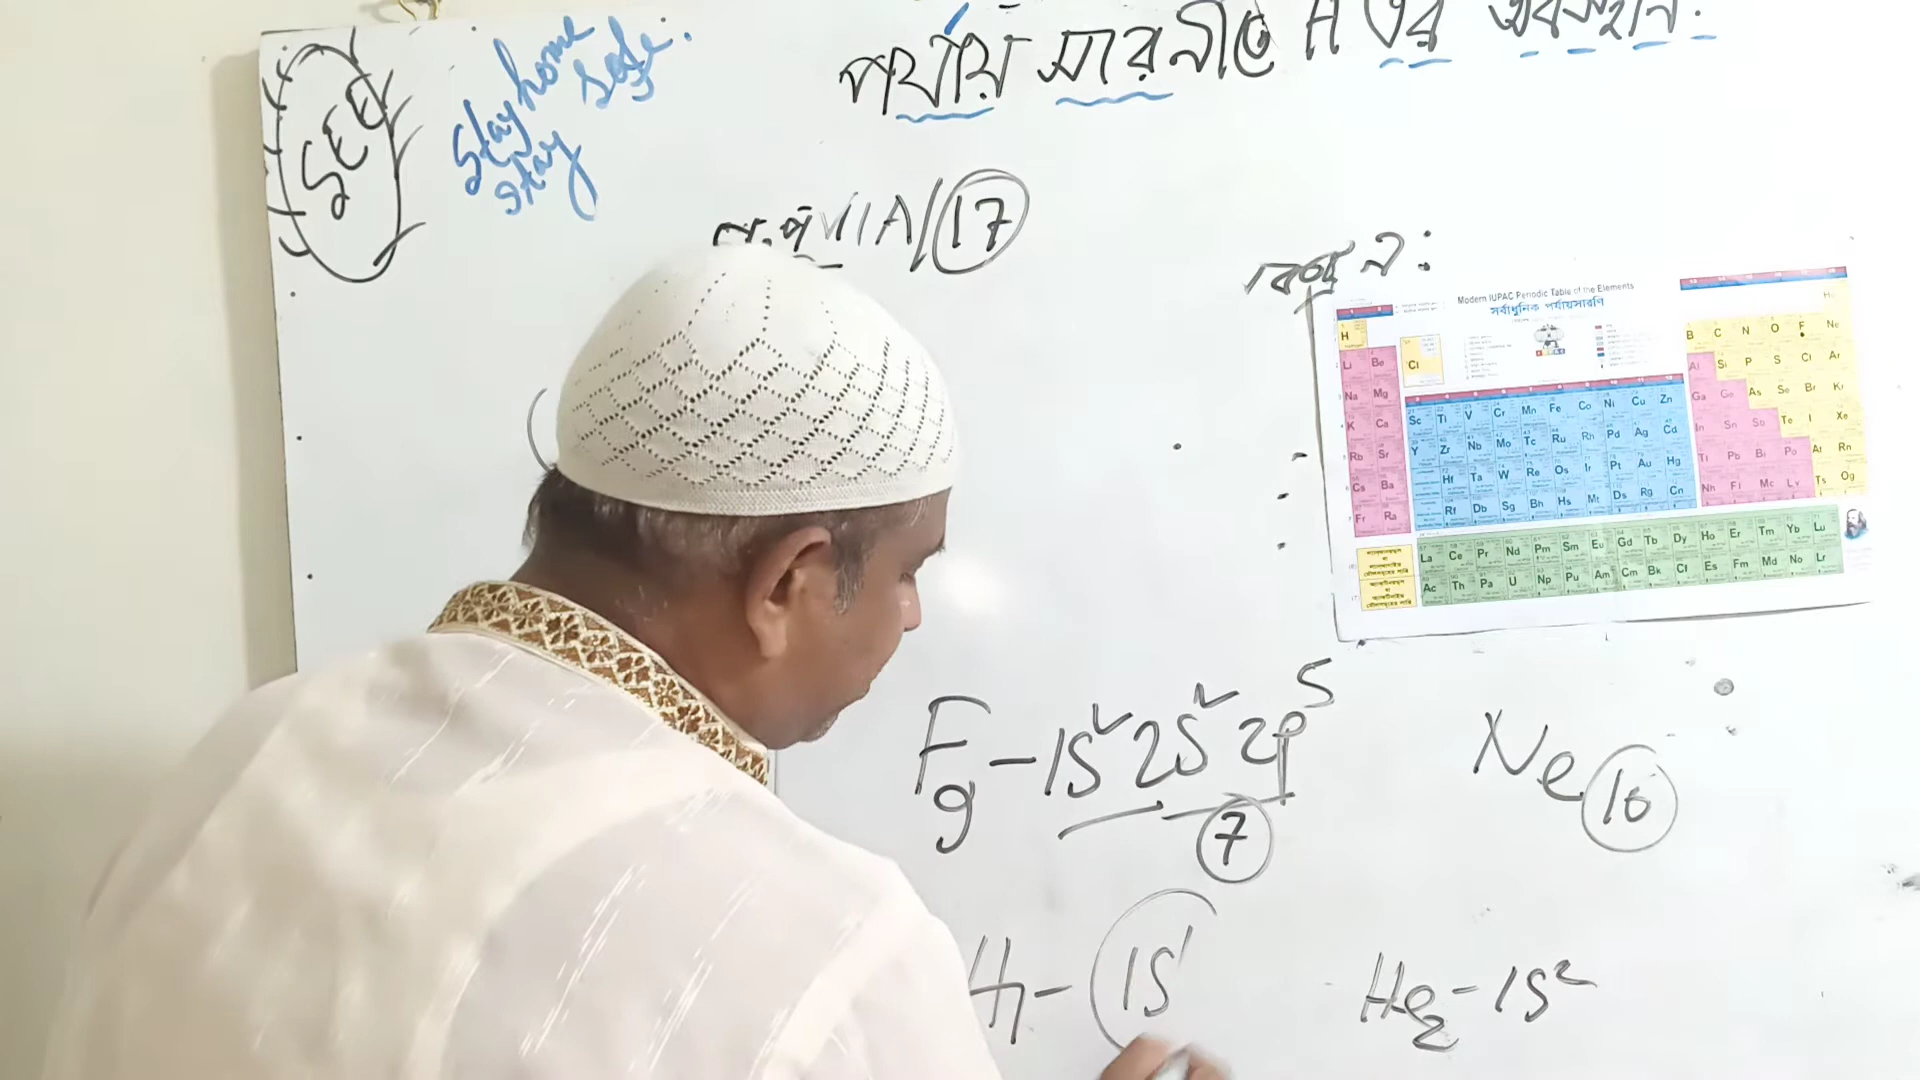 SEE
Stay home
stay safe.
পর্যায় সারনীতে H এর অবস্থান:
VIIA/17
Modern IUPAC Periodic Table of the Elements
সর্বাধুনিক পর্যায়সারণি
H He
Li Be B C N O F Ne
Cl
Na Mg Al Si P S Cl Ar
K Ca Sc Ti V Cr Mn Fe Co Ni Cu Zn Ga Ge As Se Br Kr
Rb Sr Y Zr Nb Mo Tc Ru Rh Pd Ag Cd In Sn Sb Te I Xe
Cs Ba Hf Ta W Re Os Ir Pt Au Hg Tl Pb Bi Po At Rn
Fr Ra Rf Db Sg Bh Hs Mt Ds Rg Cn Nh Fl Mc Lv Ts Og
La Ce Pr Nd Pm Sm Eu Gd Tb Dy Ho Er Tm Yb Lu
Ac Th Pa U Np Pu Am Cm Bk Cf Es Fm Md No Lr
F9 – 1s² 2s² 2p⁵ Ne 10
7
H1 – 1s¹ He2 – 1s²